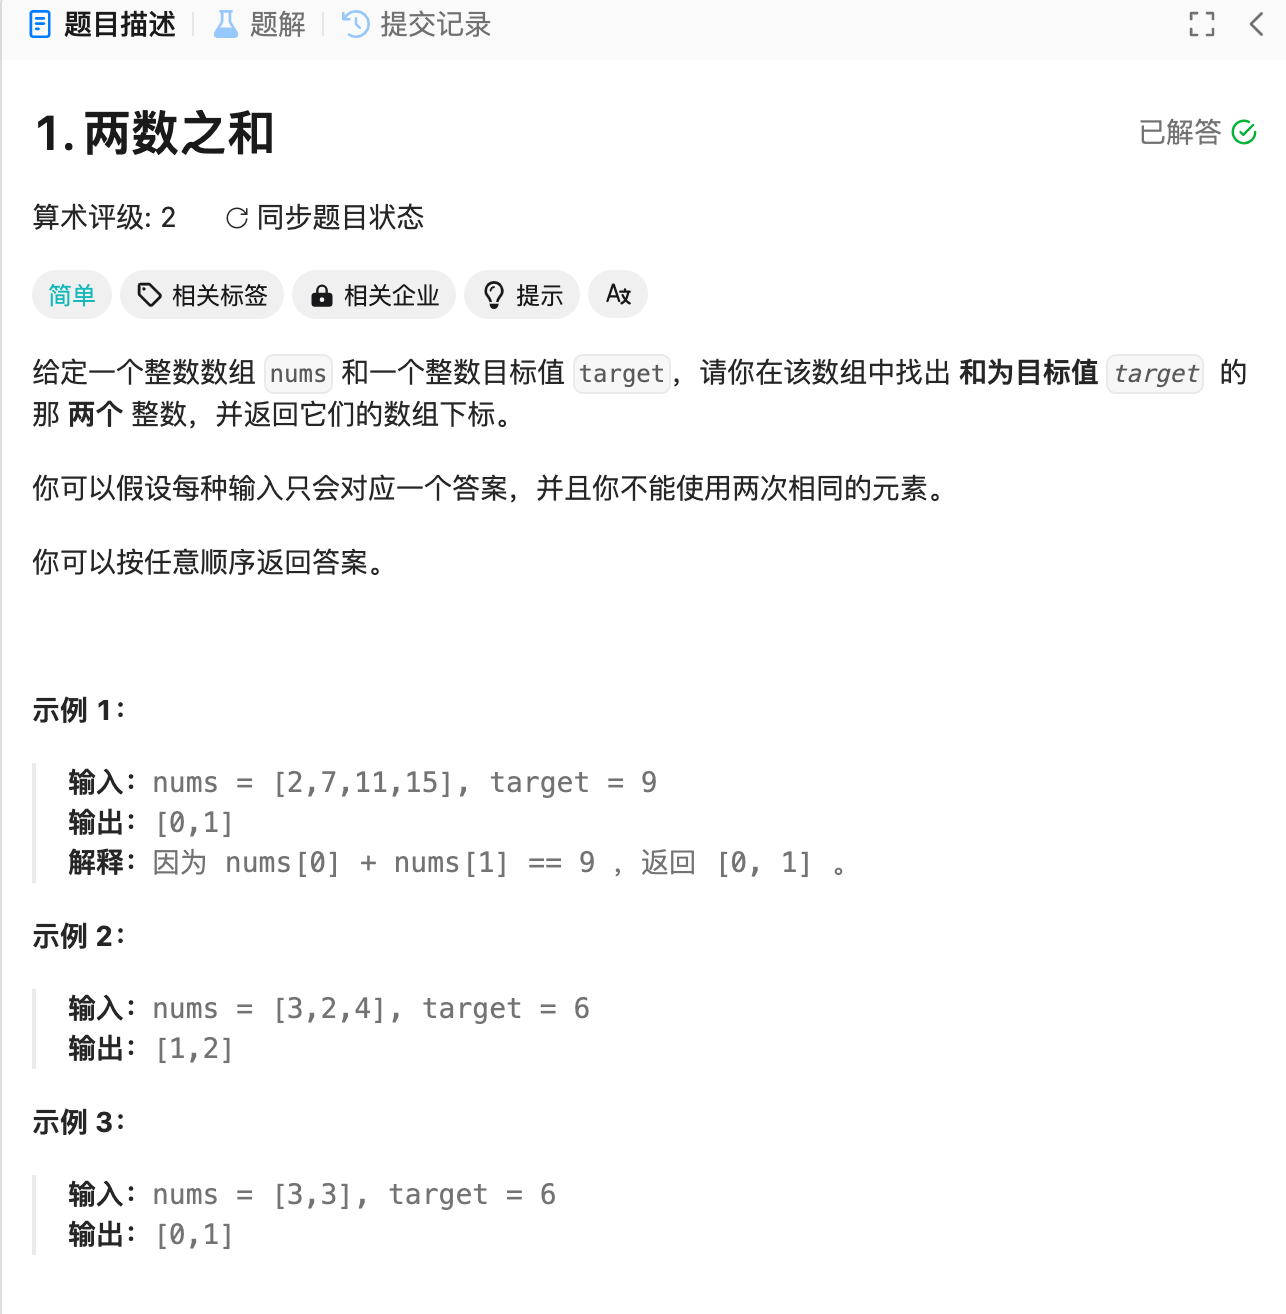 题目描述 题解 提交记录
1. 两数之和
已解答
算术评级: 2 同步题目状态
简单 相关标签 相关企业 提示
给定一个整数数组 nums 和一个整数目标值 target，请你在该数组中找出 和为目标值 target 的
那 两个 整数，并返回它们的数组下标。
你可以假设每种输入只会对应一个答案，并且你不能使用两次相同的元素。
你可以按任意顺序返回答案。
示例 1：
输入：nums = [2,7,11,15], target = 9
输出：[0,1]
解释：因为 nums[0] + nums[1] == 9 ，返回 [0, 1] 。
示例 2：
输入：nums = [3,2,4], target = 6
输出：[1,2]
示例 3：
输入：nums = [3,3], target = 6
输出：[0,1]